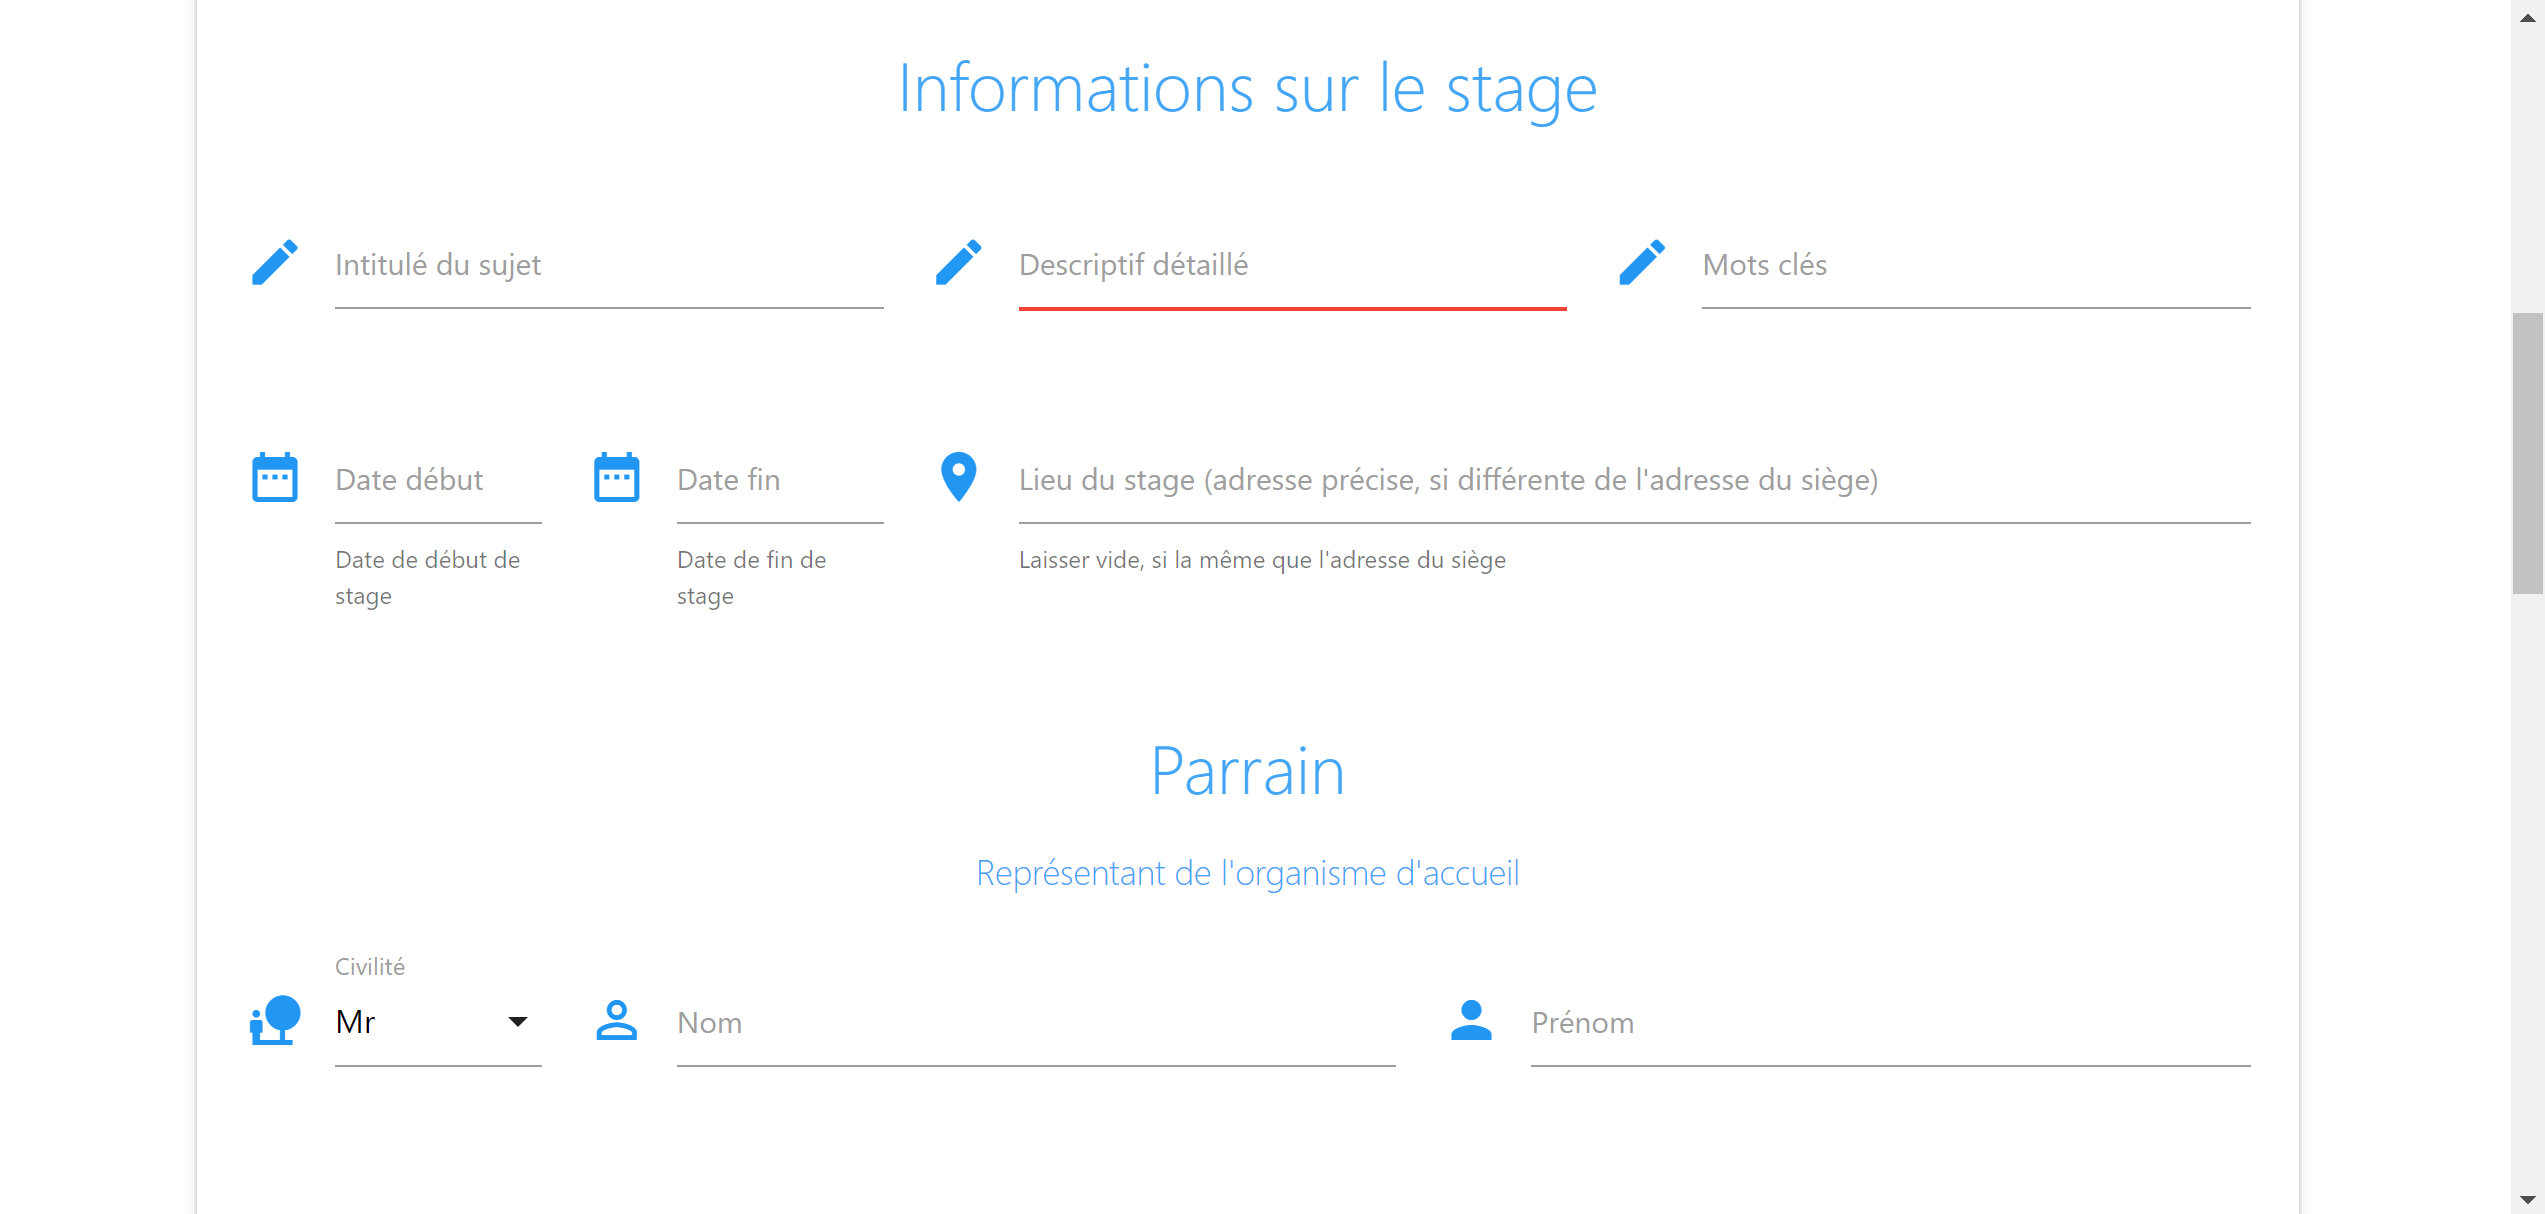 Informations sur le stage
Intitulé du sujet
Descriptif détaillé
Mots clés
Date début
Date fin
Lieu du stage (adresse précise, si différente de l'adresse du siège)
Date de début de
stage
Date de fin de
stage
Laisser vide, si la même que l'adresse du siège
Parrain
Représentant de l'organisme d'accueil
Civilité
Mr
Nom
Prénom